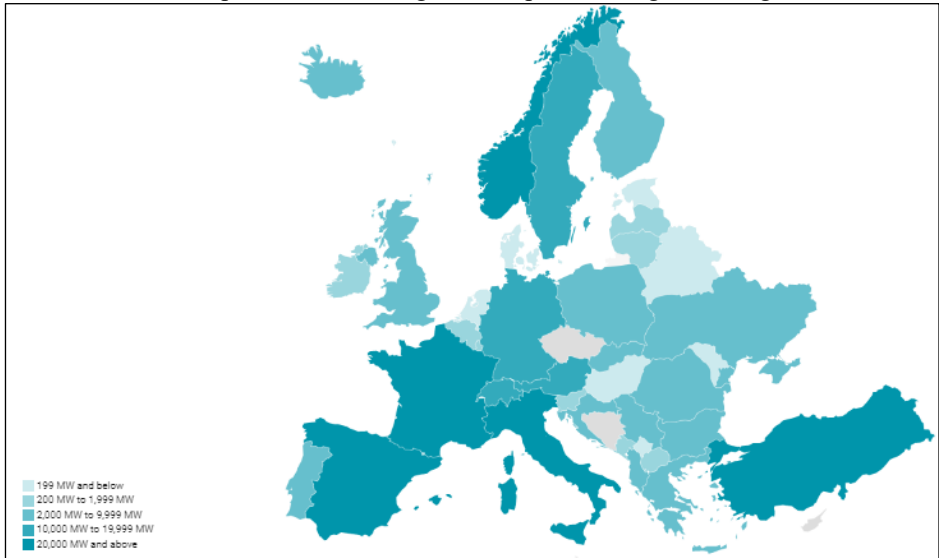 199 MW and below
200 MW to 1,999 MW
2,000 MW to 9,999 MW
10,000 MW to 19,999 MW
20,000 MW and above